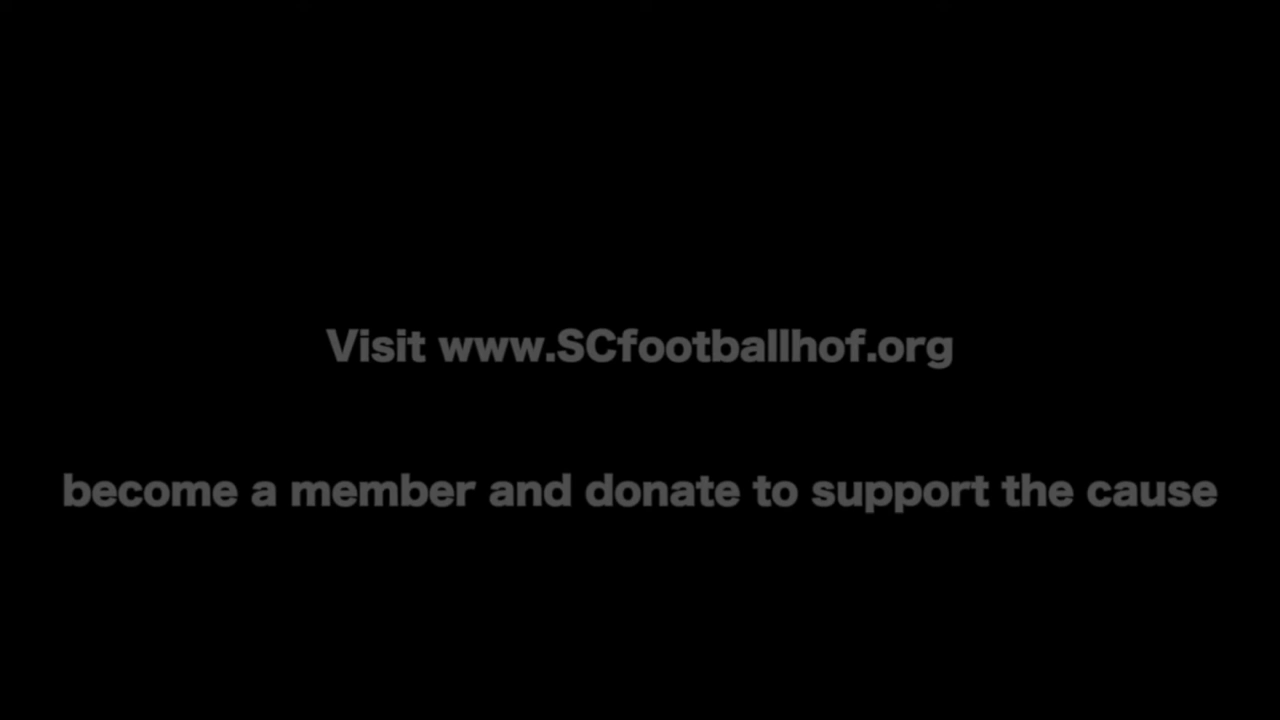 Visit www.SCfootballhof.org
become a member and donate to support the cause